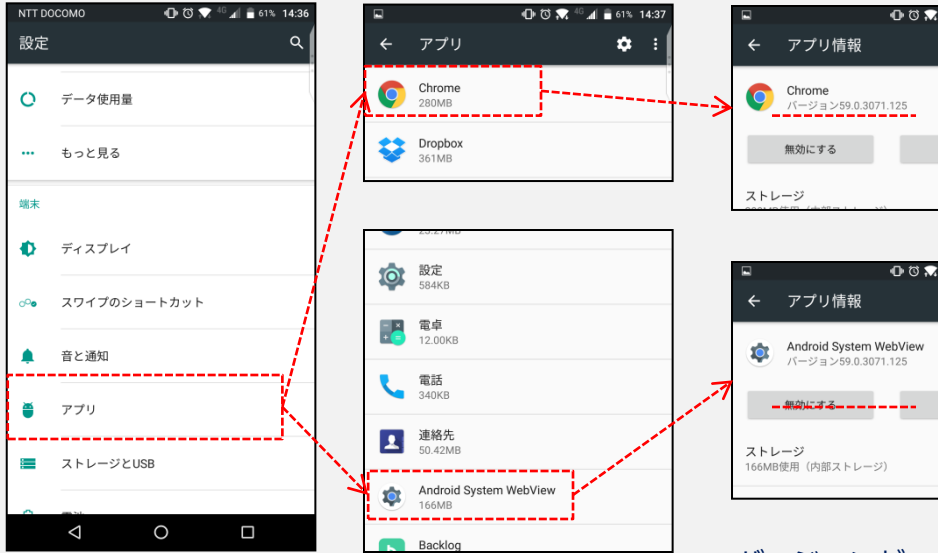 NTT DOCOMO 4G 61% 14:36
設定
データ使用量
もっと見る
端末
ディスプレイ
スワイプのショートカット
音と通知
アプリ
ストレージとUSB
4G 61% 14:37
アプリ
Chrome
280MB
Dropbox
361MB
設定
584KB
電卓
12.00KB
電話
340KB
連絡先
50.42MB
Android System WebView
166MB
Backlog
アプリ情報
Chrome
バージョン59.0.3071.125
無効にする
ストレージ
アプリ情報
Android System WebView
バージョン59.0.3071.125
無効にする
ストレージ
166MB使用（内部ストレージ）